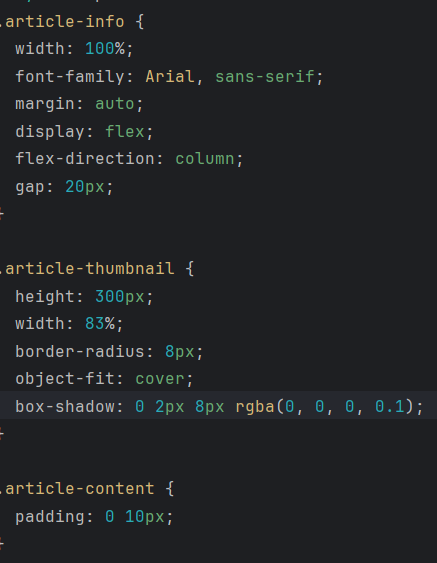 .article-info {
  width: 100%;
  font-family: Arial, sans-serif;
  margin: auto;
  display: flex;
  flex-direction: column;
  gap: 20px;
}

.article-thumbnail {
  height: 300px;
  width: 83%;
  border-radius: 8px;
  object-fit: cover;
  box-shadow: 0 2px 8px rgba(0, 0, 0, 0.1);
}

.article-content {
  padding: 0 10px;
}